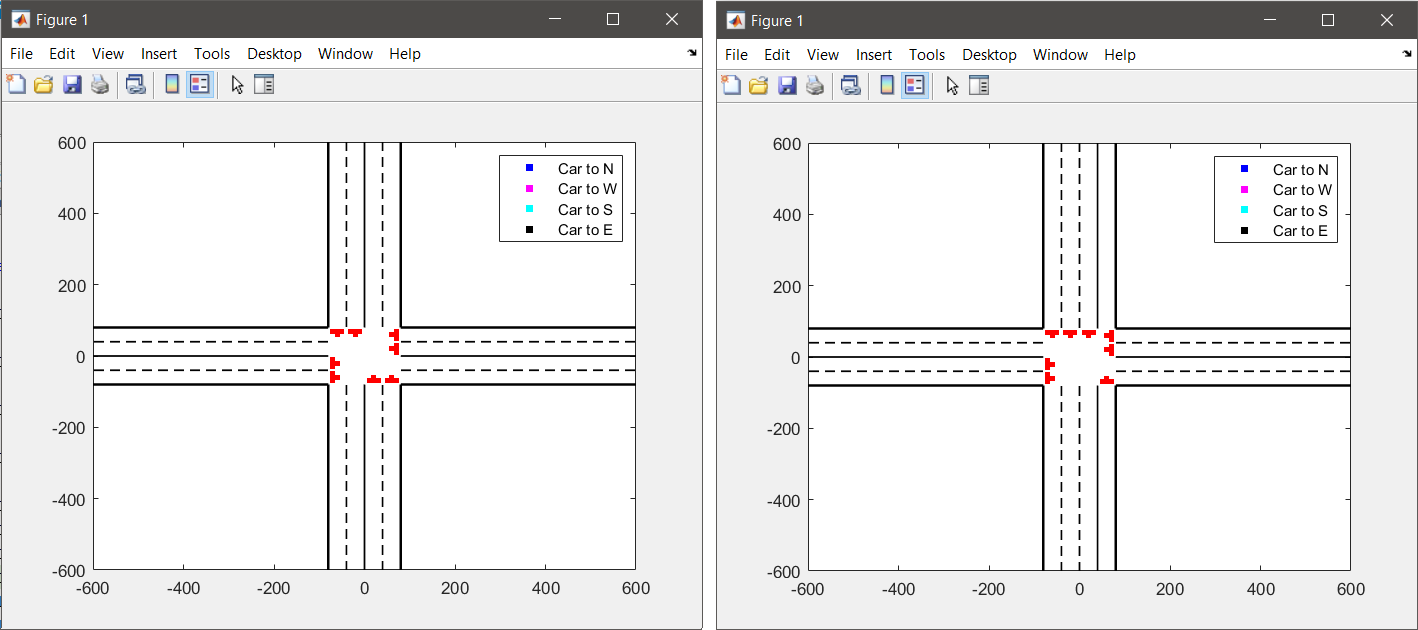 Figure 1
File Edit View Insert Tools Desktop Window Help
600
400
200
0
-200
-400
-600
-600 -400 -200 0 200 400 600
Car to N
Car to W
Car to S
Car to E
Figure 1
File Edit View Insert Tools Desktop Window Help
600
400
200
0
-200
-400
-600
-600 -400 -200 0 200 400 600
Car to N
Car to W
Car to S
Car to E